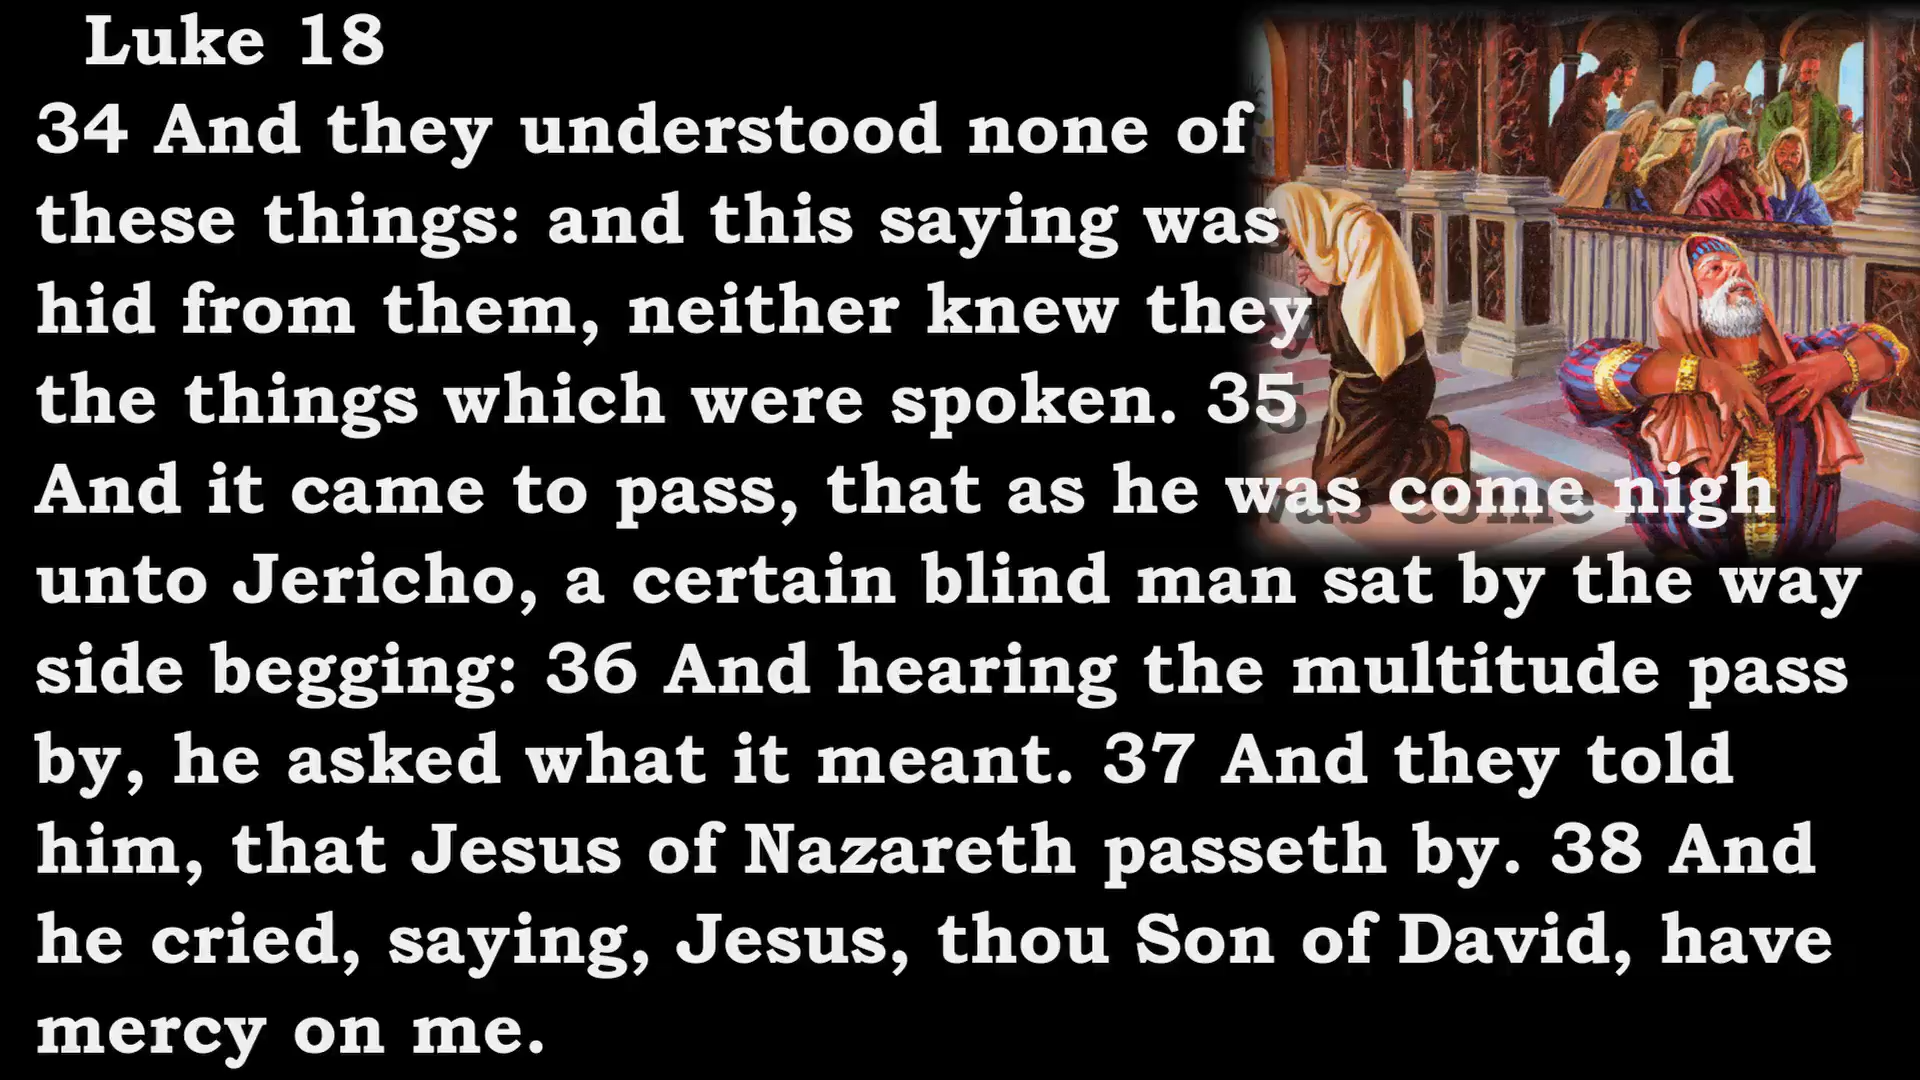 Luke 18
34 And they understood none of
these things: and this saying was
hid from them, neither knew they
the things which were spoken. 35
And it came to pass, that as he was come nigh
unto Jericho, a certain blind man sat by the way
side begging: 36 And hearing the multitude pass
by, he asked what it meant. 37 And they told
him, that Jesus of Nazareth passeth by. 38 And
he cried, saying, Jesus, thou Son of David, have
mercy on me.